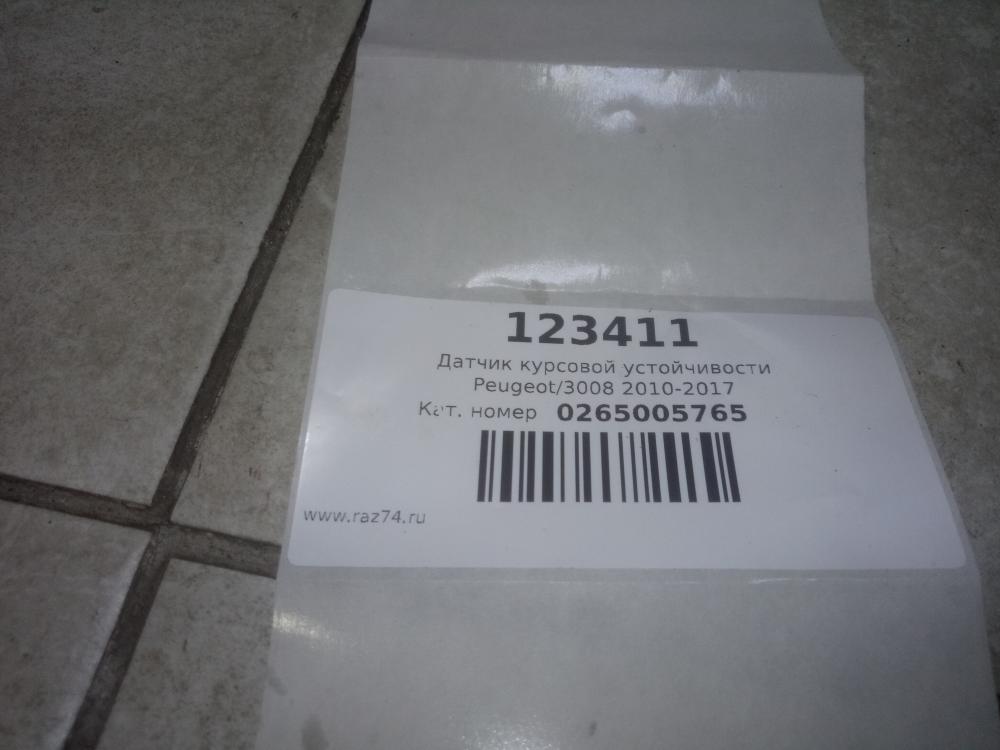 123411
Датчик курсовой устойчивости
Peugeot/3008 2010-2017
Кат. номер 0265005765
www.raz74.ru